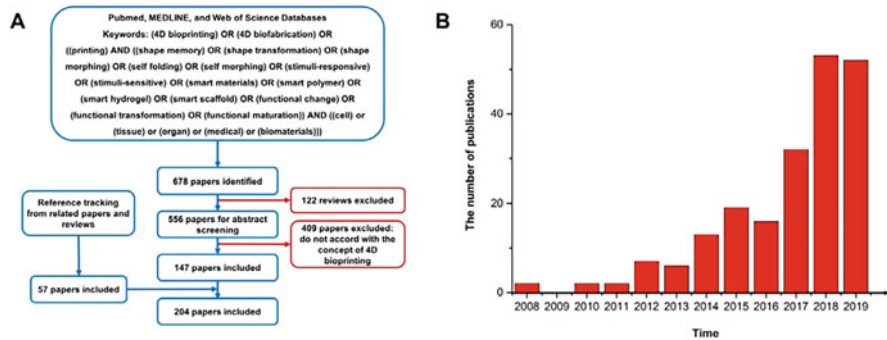 A
Pubmed, MEDLINE, and Web of Science Databases
Keywords: (4D bioprinting) OR (4D biofabrication) OR
((printing) AND ((shape memory) OR (shape transformation) OR (shape
morphing) OR (self folding) OR (self morphing) OR (stimuli-responsive)
OR (stimuli-sensitive) OR (smart materials) OR (smart polymer) OR
(smart hydrogel) OR (smart scaffold) OR (functional change) OR
(functional transformation) OR (functional maturation)) AND ((cell) or
(tissue) or (organ) or (medical) or (biomaterials)))
678 papers identified
122 reviews excluded
Reference tracking
from related papers and
reviews
556 papers for abstract
screening
409 papers excluded:
do not accord with the
concept of 4D
bioprinting
147 papers included
57 papers included
204 papers included
B
The number of publications
60
40
20
0
2008 2009 2010 2011 2012 2013 2014 2015 2016 2017 2018 2019
Time